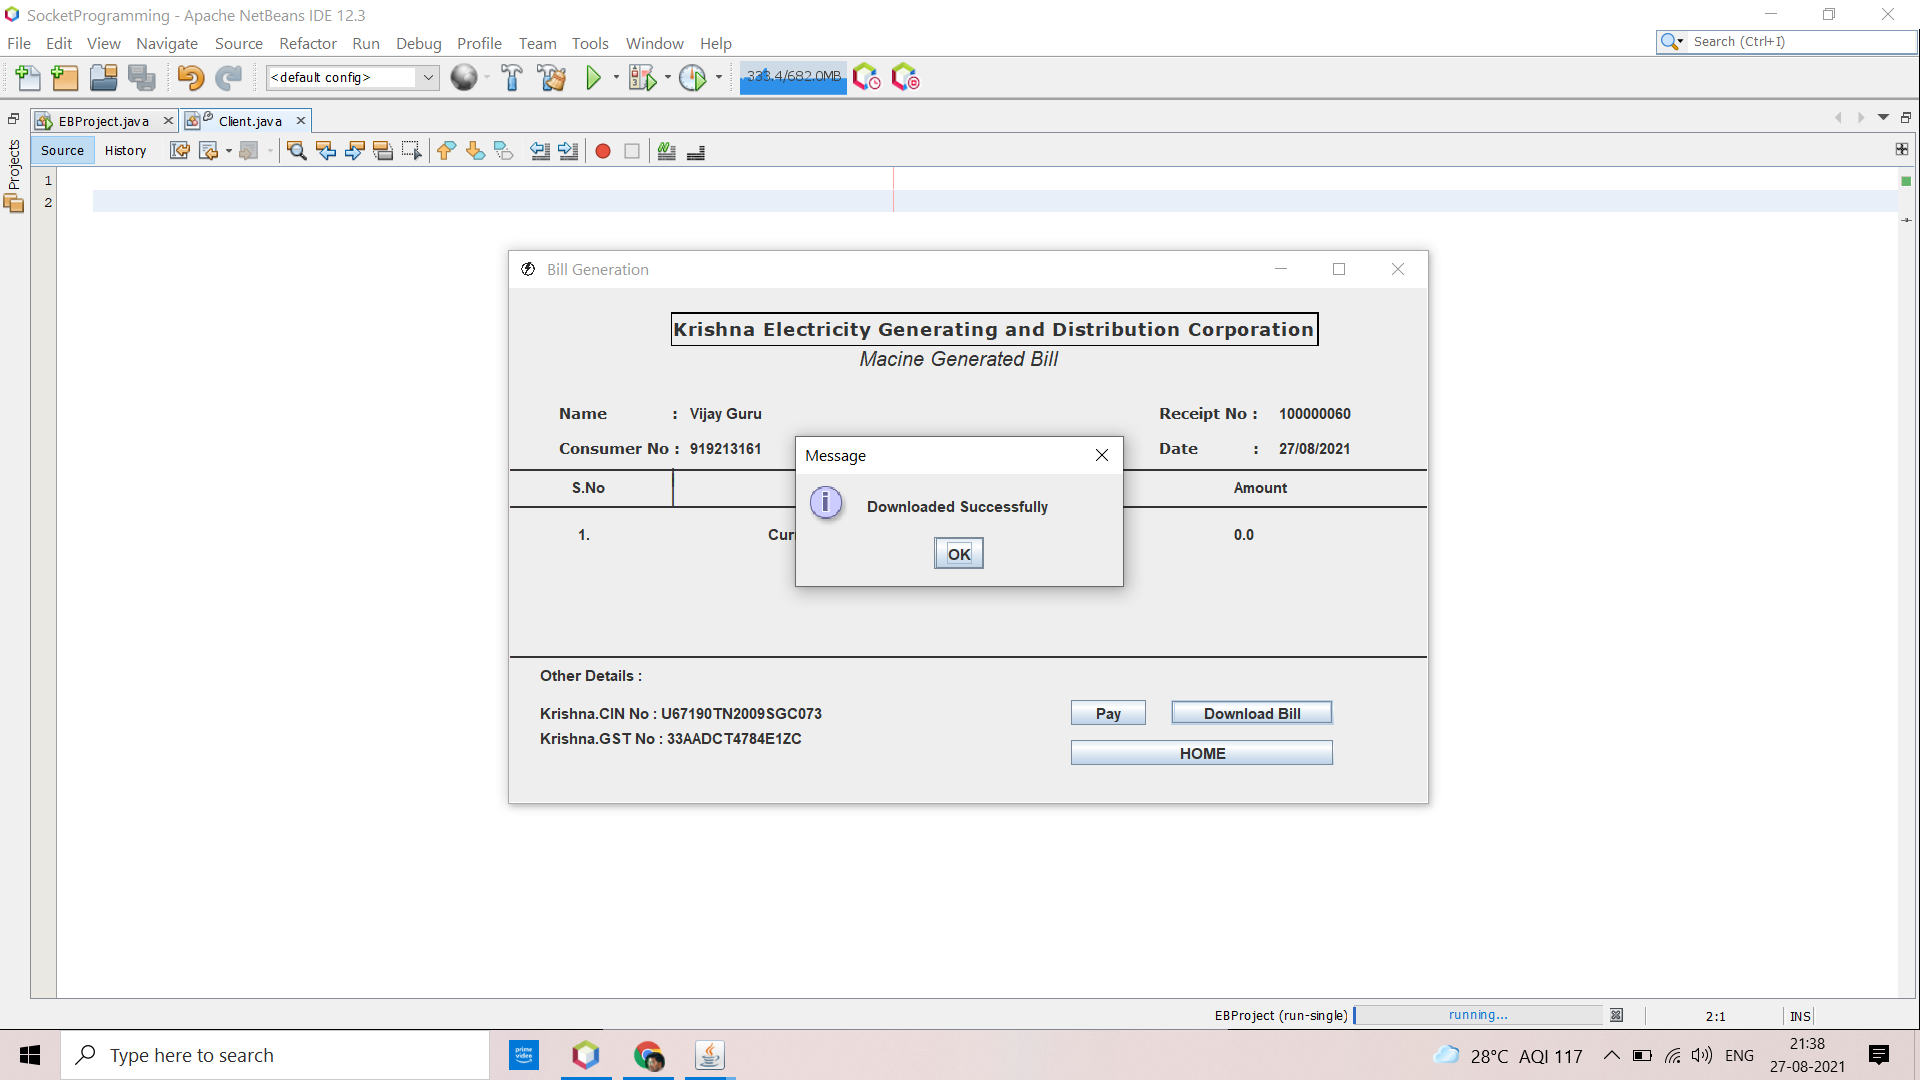 SocketProgramming - Apache NetBeans IDE 12.3
File Edit View Navigate Source Refactor Run Debug Profile Team Tools Window Help
Search (Ctrl+I)
<default config>
333.4/682.0MB
Projects
EBProject.java
Client.java
Source
History
1
2
Bill Generation
Krishna Electricity Generating and Distribution Corporation
Macine Generated Bill
Name : Vijay Guru
Receipt No : 100000060
Consumer No : 919213161
Date : 27/08/2021
Message
S.No
Amount
Downloaded Successfully
1.
0.0
OK
Other Details :
Krishna.CIN No : U67190TN2009SGC073
Krishna.GST No : 33AADCT4784E1ZC
Pay
Download Bill
HOME
EBProject (run-single)
running...
2:1
INS
Type here to search
prime video
28°C AQI 117
ENG
21:38
27-08-2021